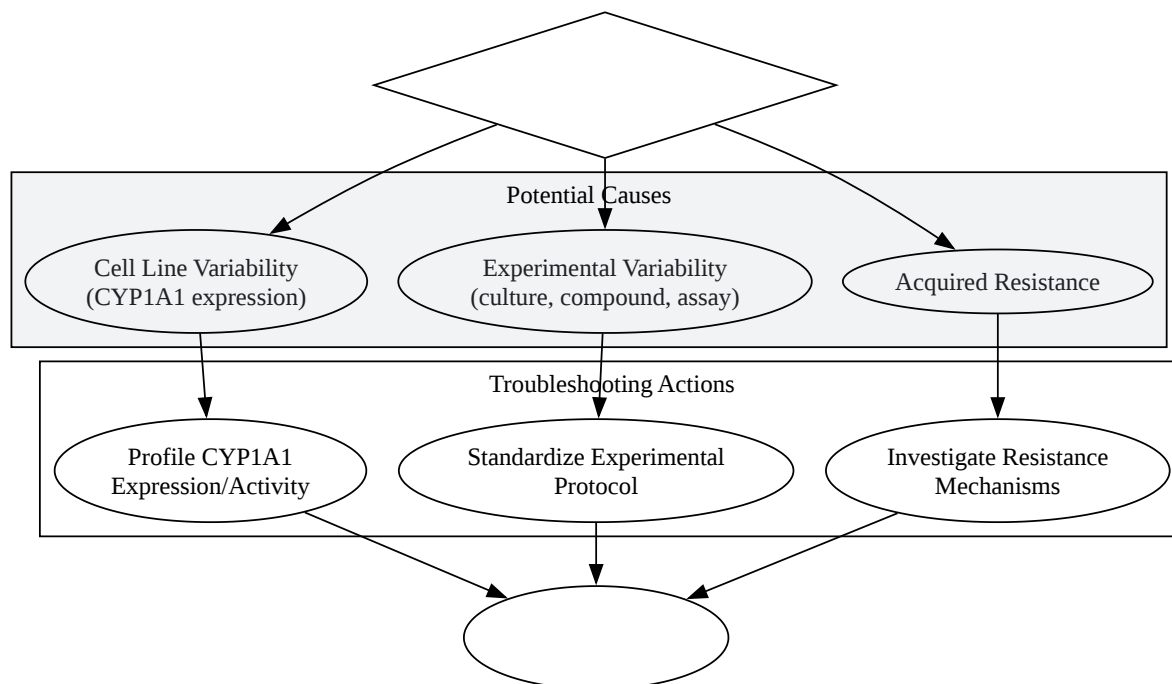 Potential Causes
Cell Line Variability
(CYP1A1 expression)
Experimental Variability
(culture, compound, assay)
Acquired Resistance
Troubleshooting Actions
Profile CYP1A1
Expression/Activity
Standardize Experimental
Protocol
Investigate Resistance
Mechanisms